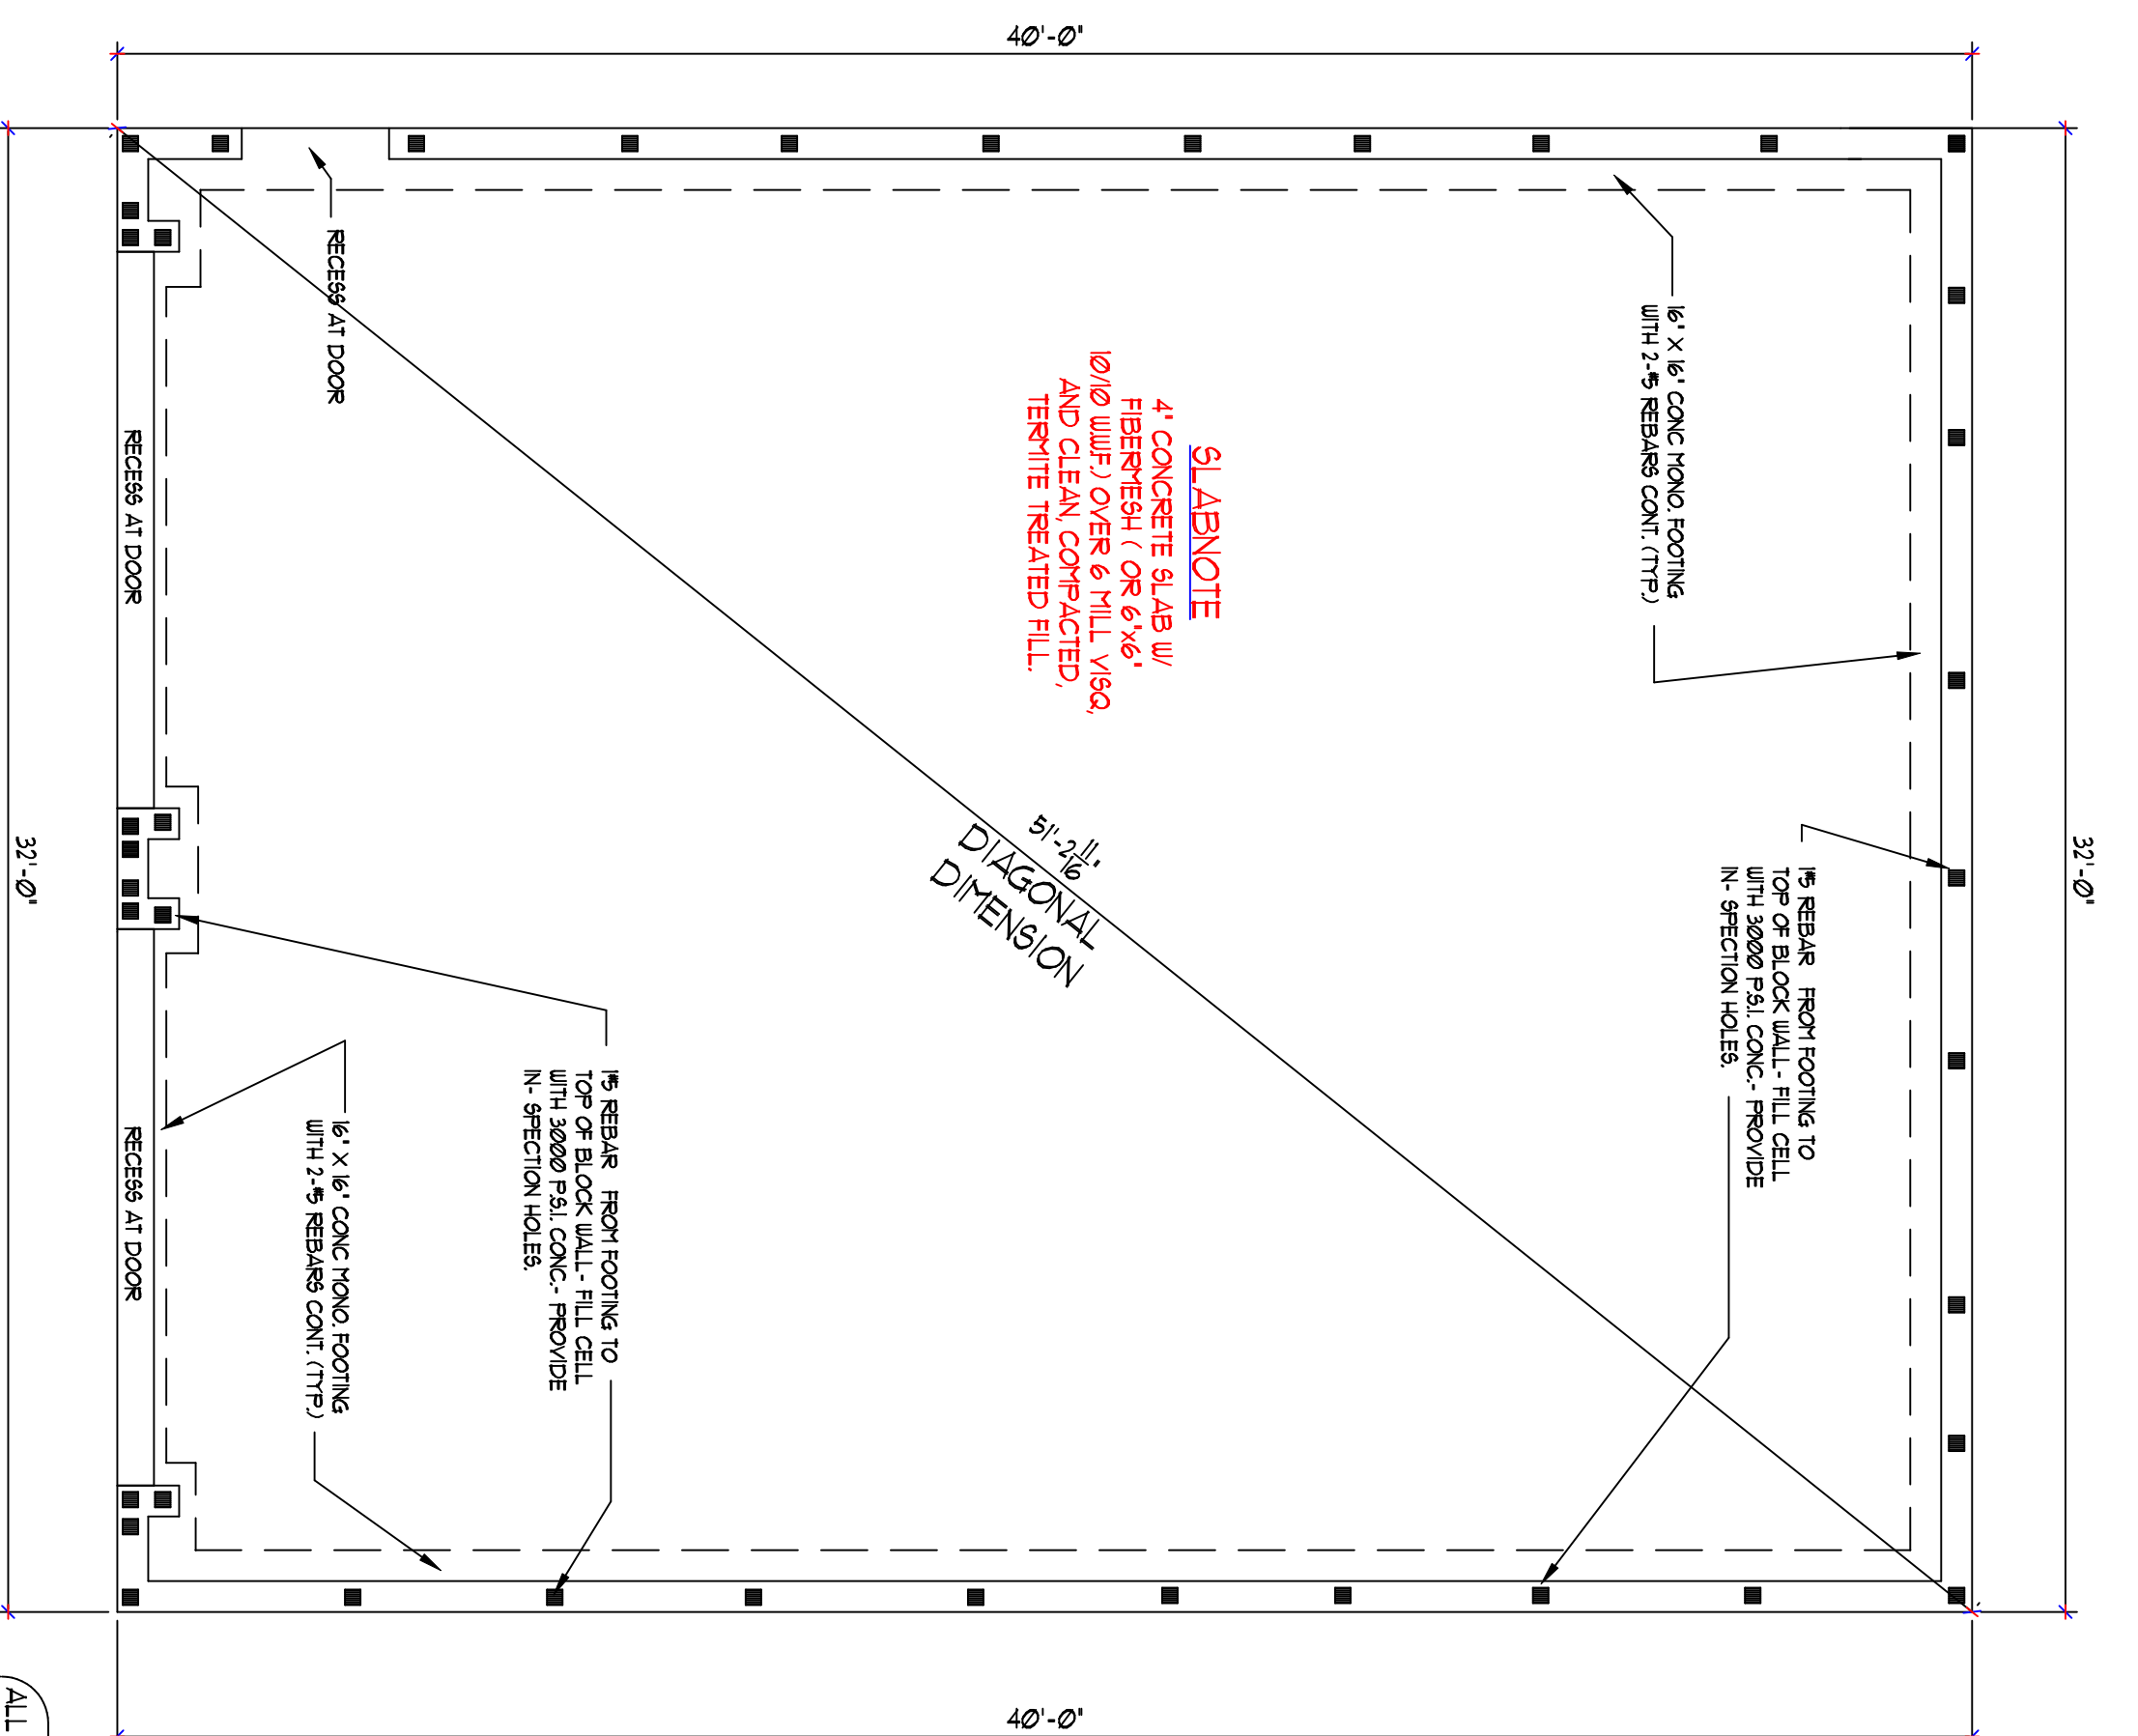 40'-0"
32'-0"
16" X 16" CONC MONO. FOOTING
WITH 2-#5 REBARS CONT. (TYP.)
1#5 REBAR FROM FOOTING TO
TOP OF BLOCK WALL - FILL CELL
WITH 3000 P.S.I. CONC.- PROVIDE
IN- SPECTION HOLES.
SLABNOTE
4" CONCRETE SLAB W/
FIBERMESH ( OR 6"x6"
10/10 W.W.F.) OVER 6 MILL VISQ,
AND CLEAN, COMPACTED,
TERMITE TREATED FILL.
51'-2 11/16"
DIAGONAL
DIMENSION
RECESS AT DOOR
1#5 REBAR FROM FOOTING TO
TOP OF BLOCK WALL - FILL CELL
WITH 3000 P.S.I. CONC.- PROVIDE
IN- SPECTION HOLES.
16" X 16" CONC MONO. FOOTING
WITH 2-#5 REBARS CONT. (TYP.)
RECESS AT DOOR
RECESS AT DOOR
32'-0"
40'-0"
ALL